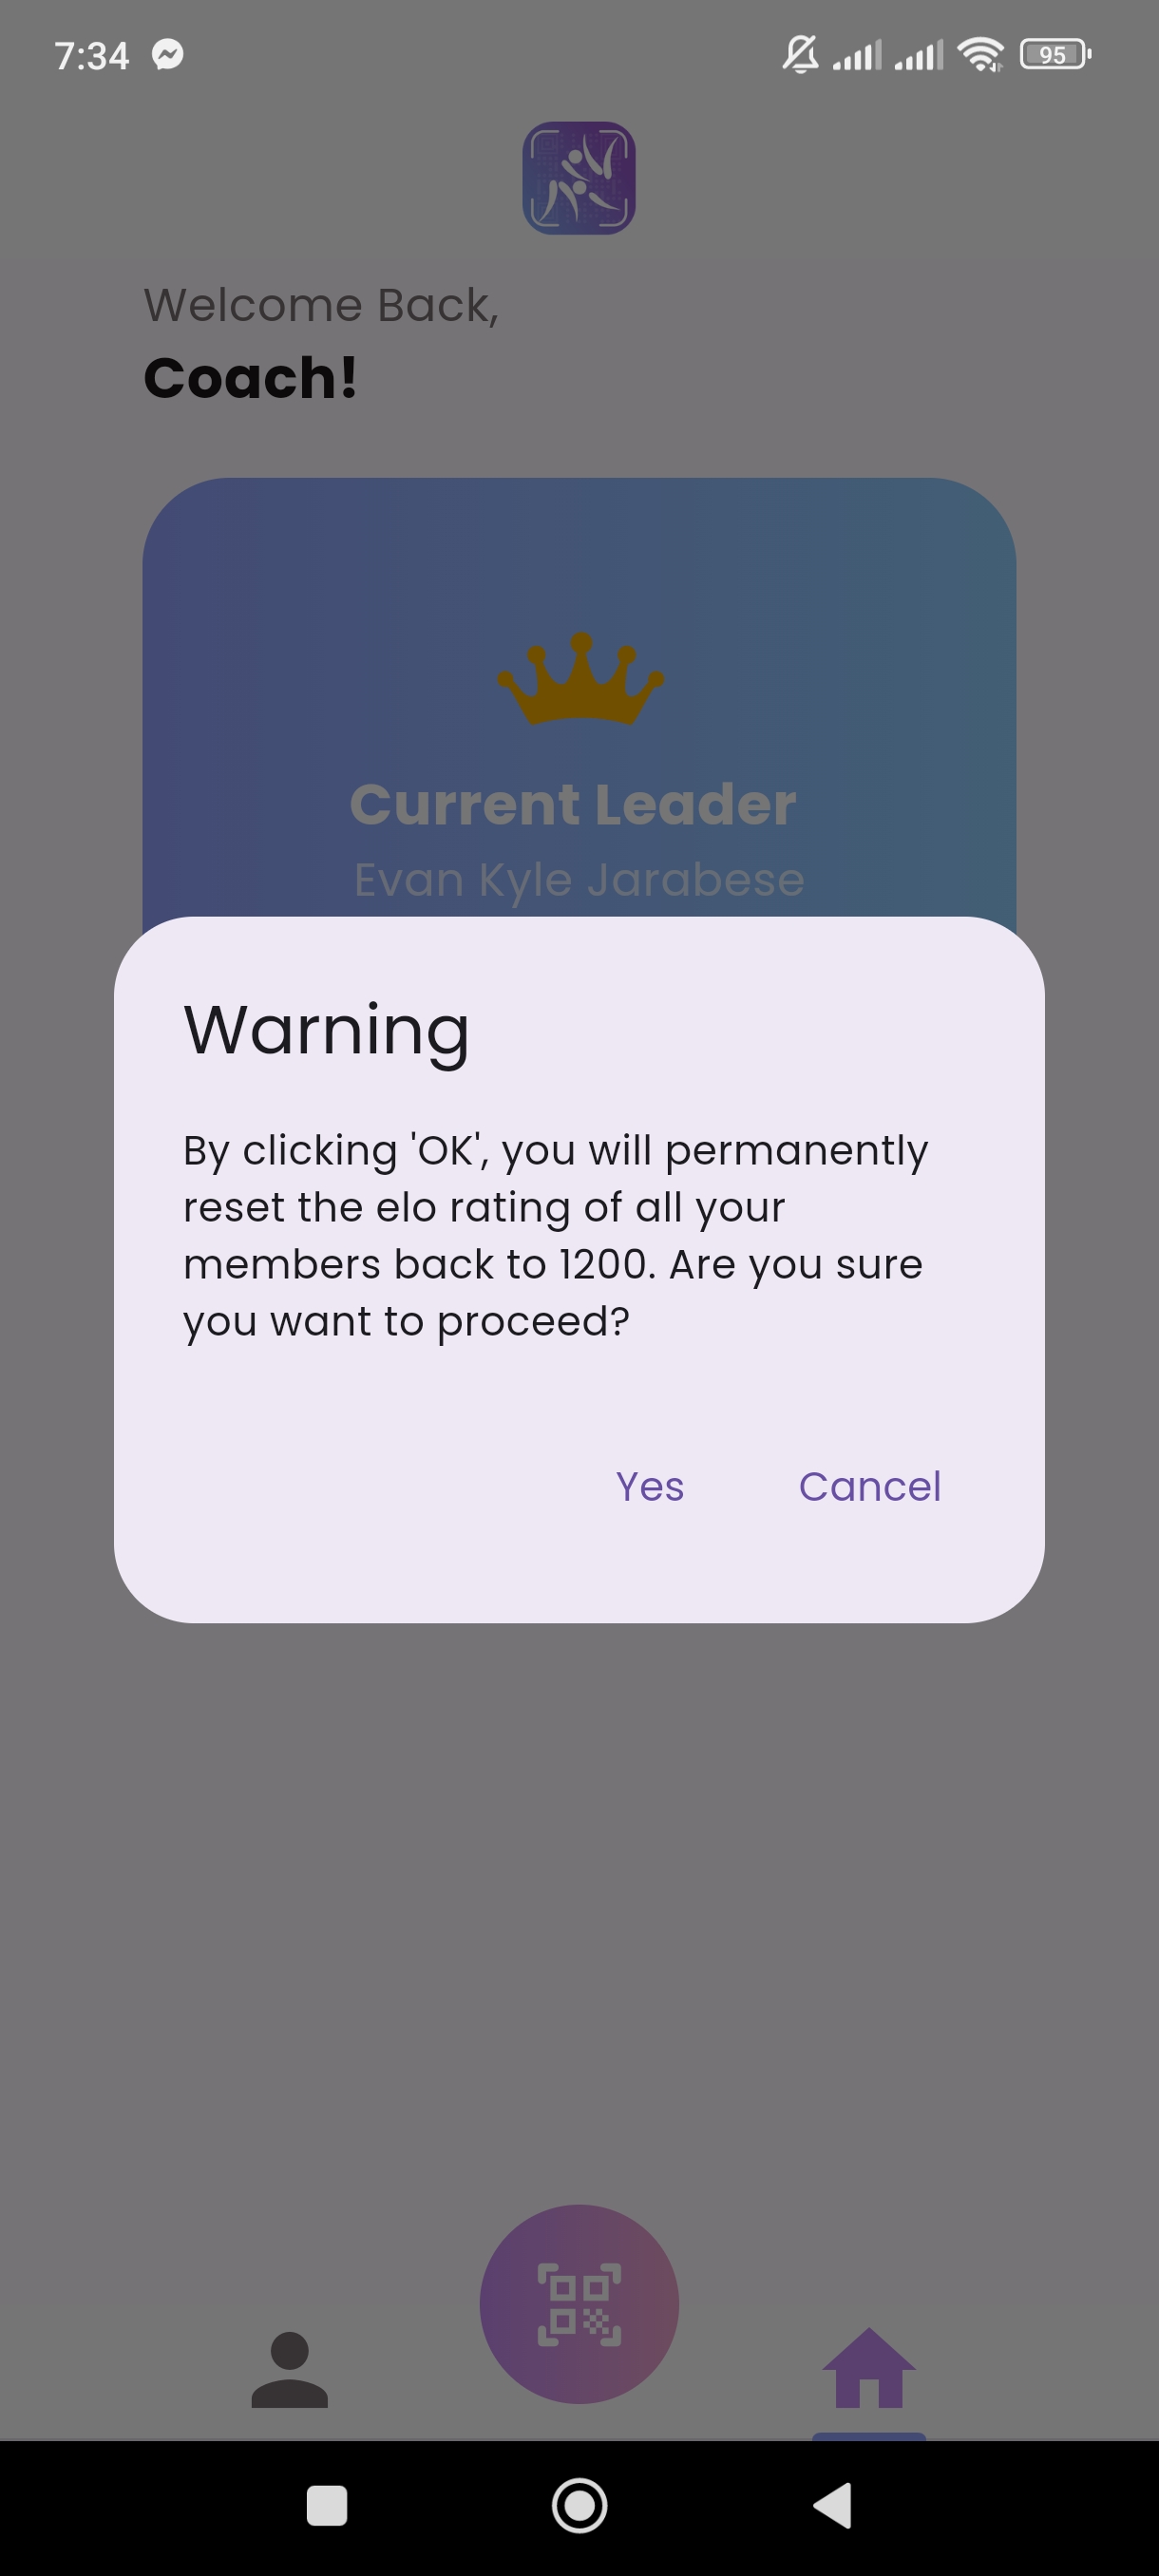 7:34
95
Welcome Back,
Coach!
Current Leader
Evan Kyle Jarabese
Warning
By clicking 'OK', you will permanently
reset the elo rating of all your
members back to 1200. Are you sure
you want to proceed?
Yes Cancel